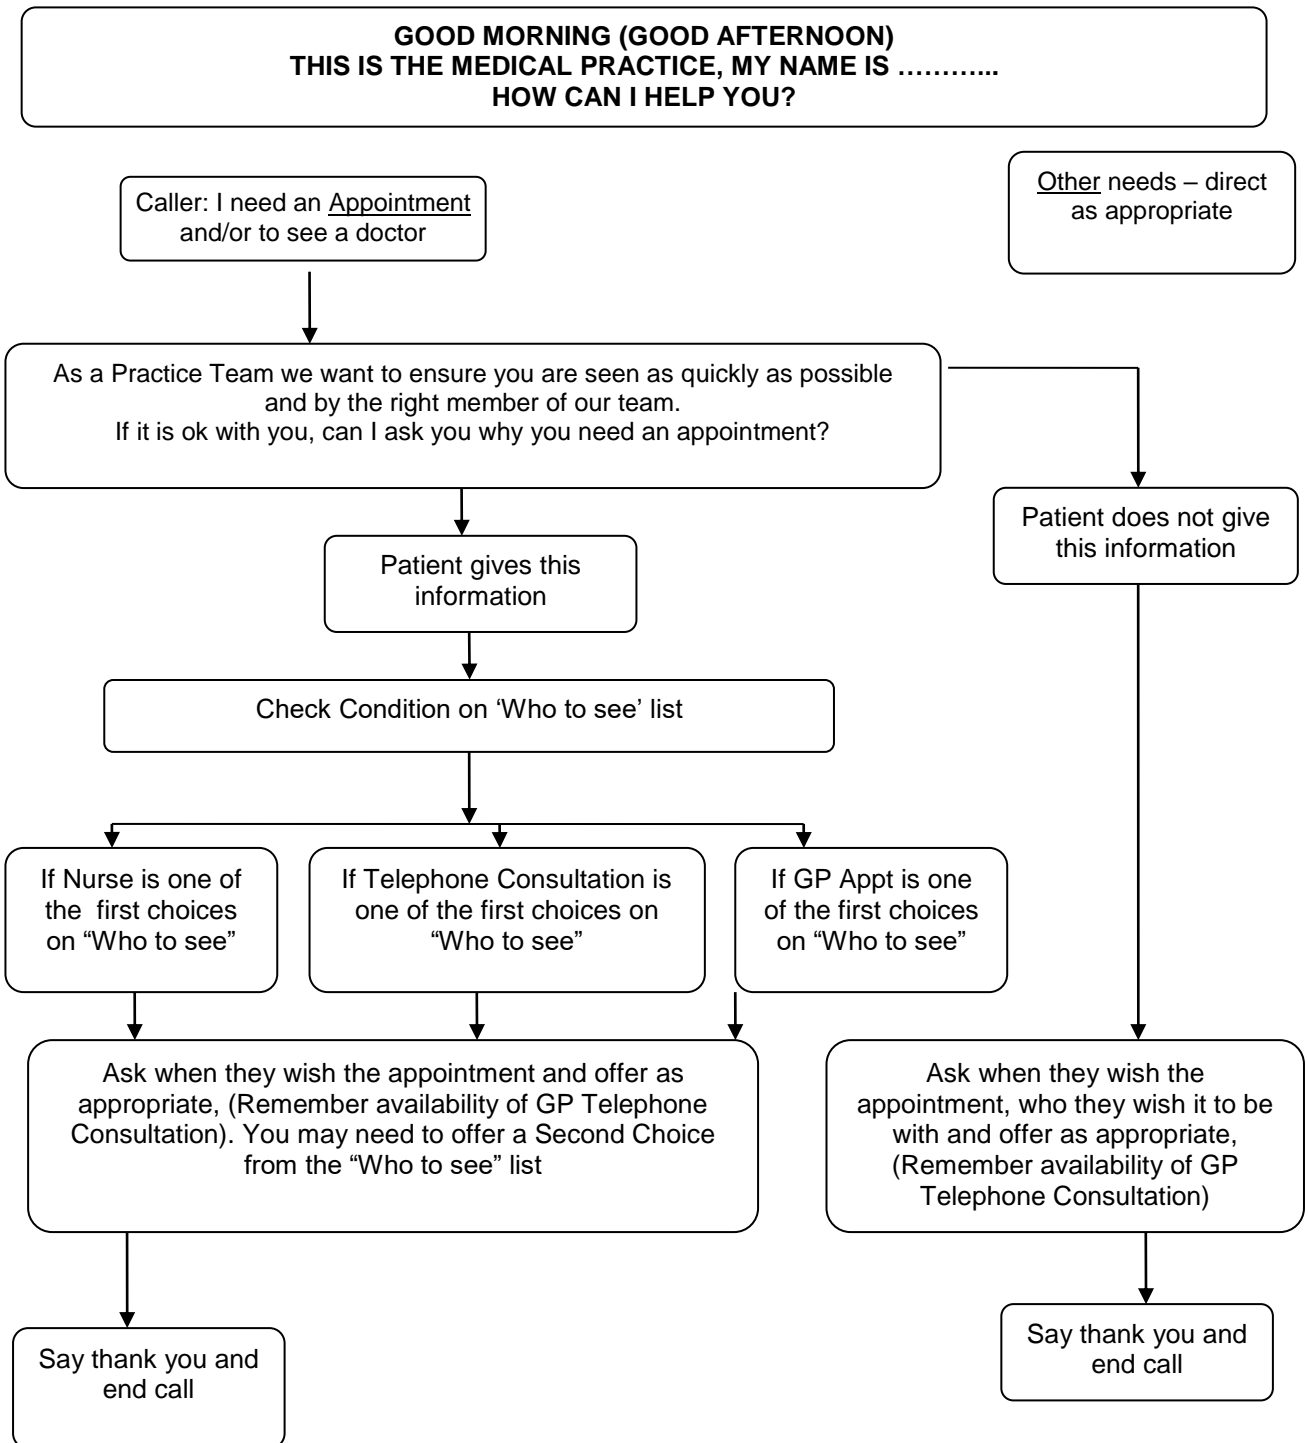 GOOD MORNING (GOOD AFTERNOON)
THIS IS THE MEDICAL PRACTICE, MY NAME IS ………...
HOW CAN I HELP YOU?
Caller: I need an Appointment
and/or to see a doctor
Other needs – direct
as appropriate
As a Practice Team we want to ensure you are seen as quickly as possible
and by the right member of our team.
If it is ok with you, can I ask you why you need an appointment?
Patient does not give
this information
Patient gives this
information
Check Condition on ‘Who to see’ list
If Nurse is one of
the first choices
on “Who to see”
If Telephone Consultation is
one of the first choices on
“Who to see”
If GP Appt is one
of the first choices
on “Who to see”
Ask when they wish the appointment and offer as
appropriate, (Remember availability of GP Telephone
Consultation). You may need to offer a Second Choice
from the “Who to see” list
Ask when they wish the
appointment, who they wish it to be
with and offer as appropriate,
(Remember availability of GP
Telephone Consultation)
Say thank you and
end call
Say thank you and
end call